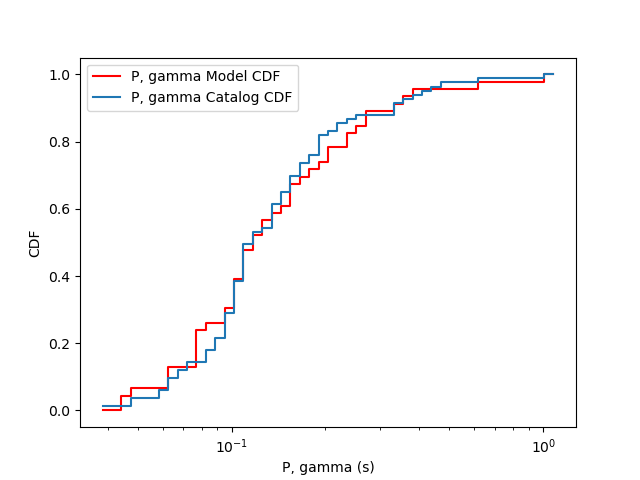 P, gamma Model CDF
P, gamma Catalog CDF
1.0
0.8
0.6
0.4
0.2
0.0
CDF
10⁻¹ 10⁰
P, gamma (s)